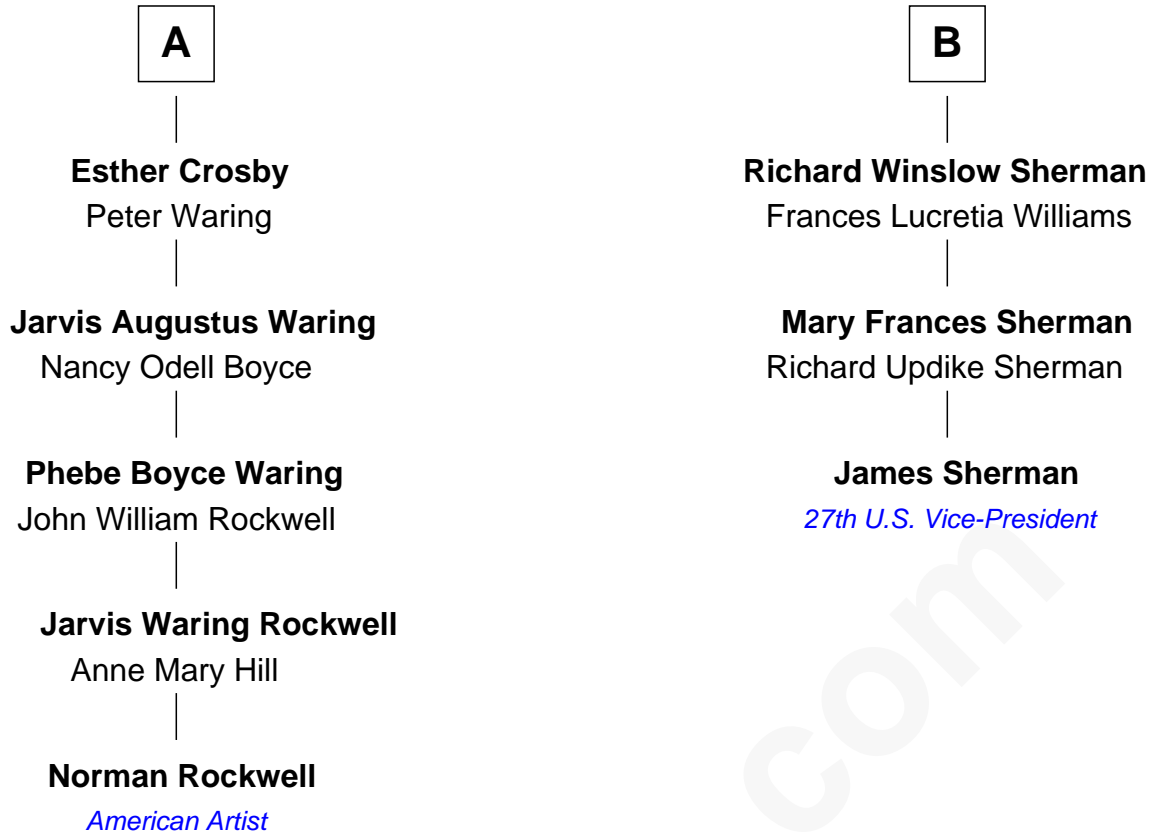 A
Esther Crosby
Peter Waring
Jarvis Augustus Waring
Nancy Odell Boyce
Phebe Boyce Waring
John William Rockwell
Jarvis Waring Rockwell
Anne Mary Hill
Norman Rockwell
American Artist
B
Richard Winslow Sherman
Frances Lucretia Williams
Mary Frances Sherman
Richard Updike Sherman
James Sherman
27th U.S. Vice-President
com